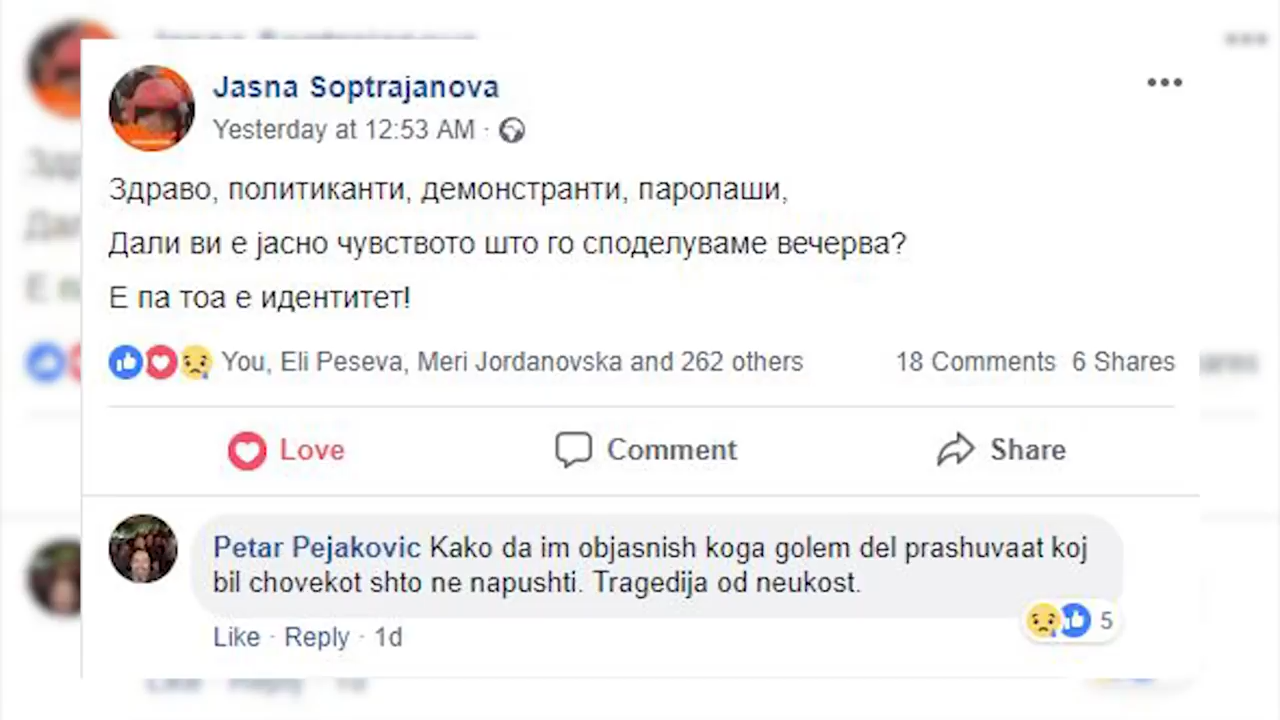 Jasna Soptrajanova
Yesterday at 12:53 AM ·
Здраво, политиканти, демонстранти, паролаши,
Дали ви е јасно чувството што го споделуваме вечерва?
Е па тоа е идентитет!
You, Eli Peseva, Meri Jordanovska and 262 others 18 Comments 6 Shares
Love Comment Share
Petar Pejakovic Kako da im objasnish koga golem del prashuvaat koj
bil chovekot shto ne napushti. Tragedija od neukost.
5
Like · Reply · 1d